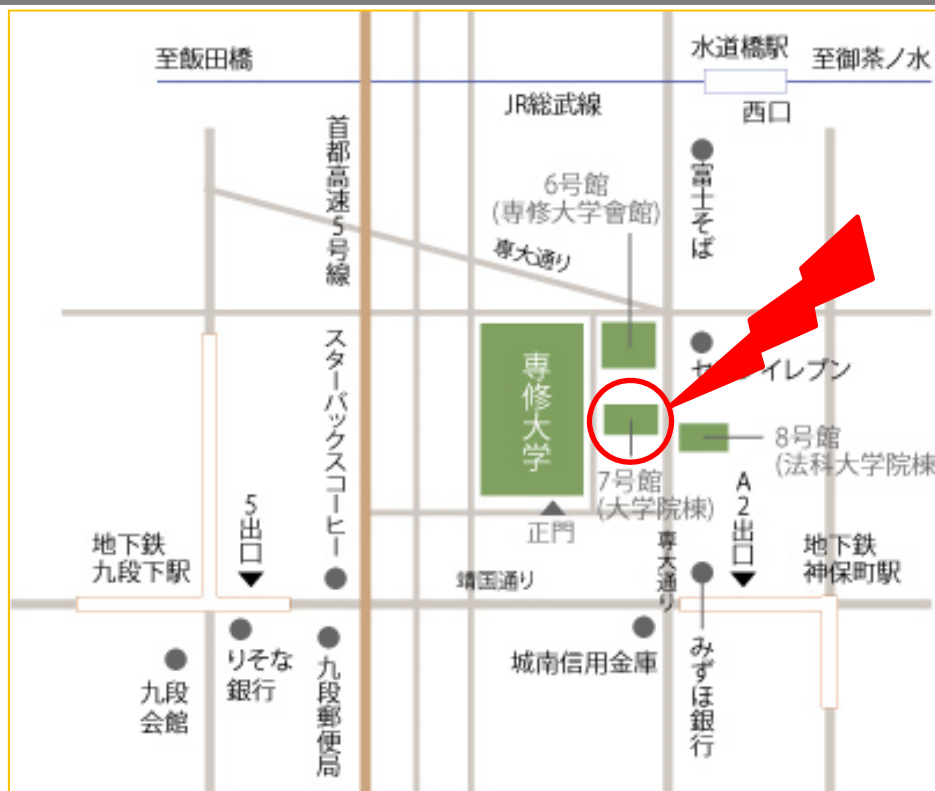 至飯田橋
水道橋駅
至御茶ノ水
JR総武線
西口
首都高速5号線
6号館
(専修大学會館)
富士そば
専大通り
スターバックスコーヒー
専修大学
イレブン
8号館
(法科大学院棟
7号館
(大学院棟)
正門
5出口
A2出口
地下鉄
九段下駅
靖国通り
専大通り
地下鉄
神保町駅
りそな
銀行
九段
会館
九段郵便局
城南信用金庫
みずほ銀行